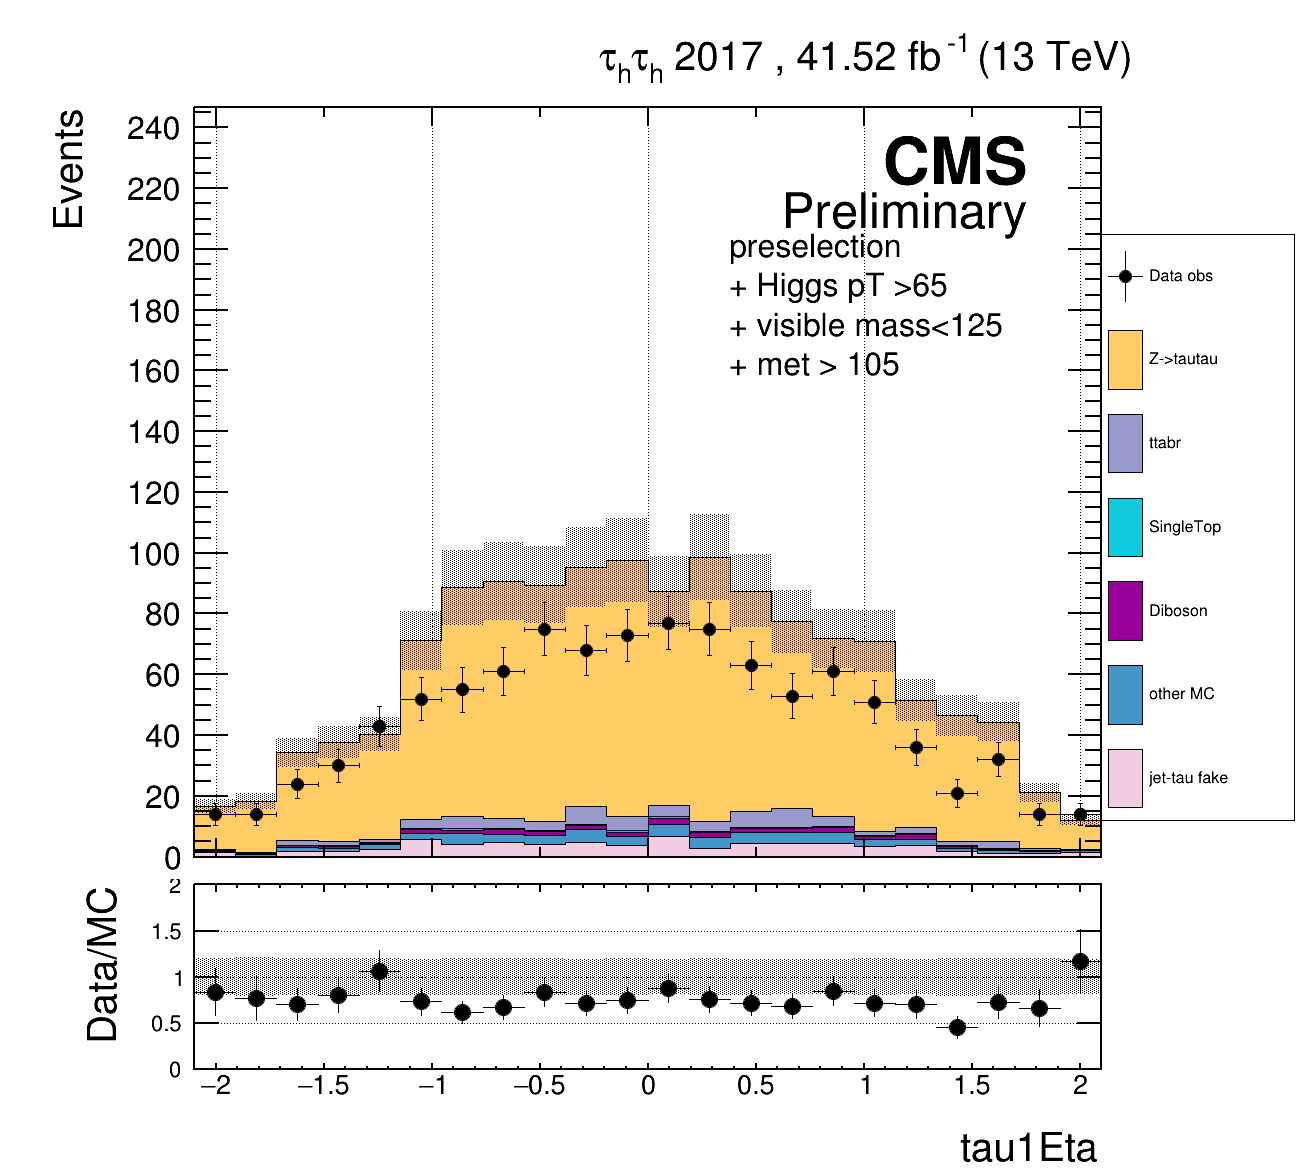 τhτh 2017 , 41.52 fb-1 (13 TeV)
Events
240
220
200
180
160
140
120
100
80
60
40
20
0
CMS
Preliminary
preselection
+ Higgs pT >65
+ visible mass<125
+ met > 105
Data obs
Z->tautau
ttabr
SingleTop
Diboson
other MC
jet-tau fake
Data/MC
2
1.5
1
0.5
0
−2 −1.5 −1 −0.5 0 0.5 1 1.5 2
tau1Eta